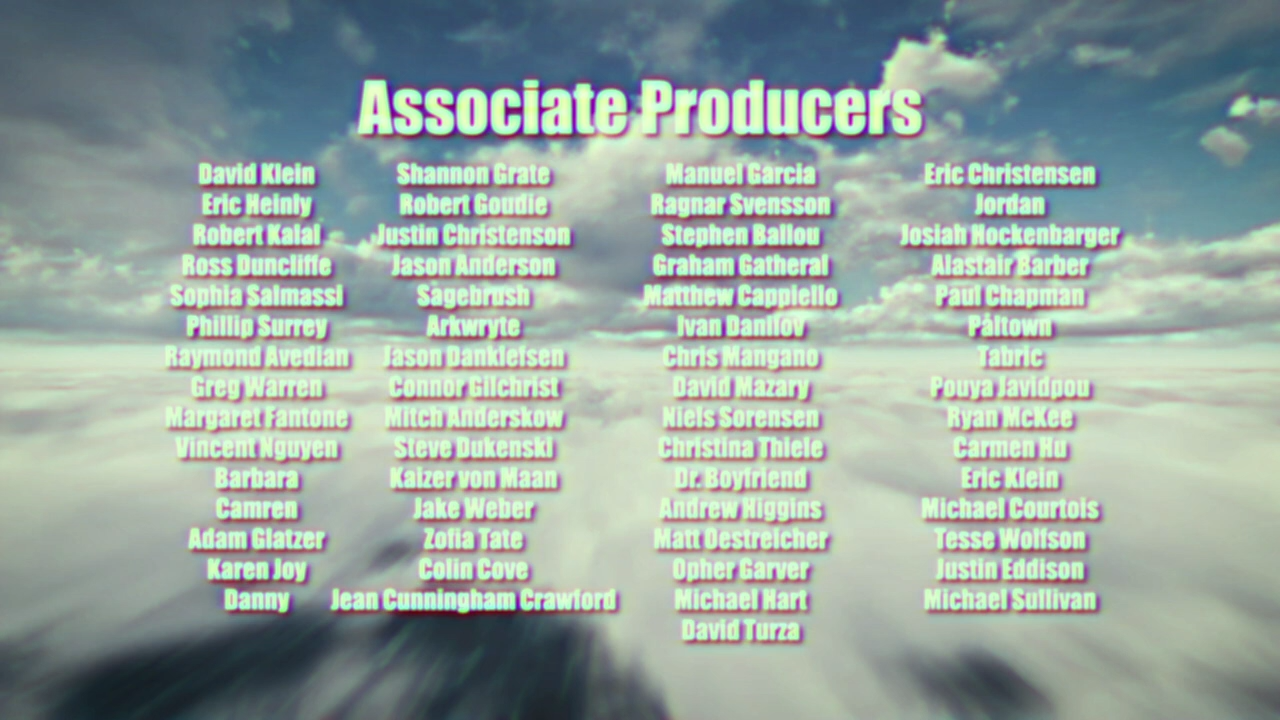 Associate Producers
David Klein
Eric Heinly
Robert Kalal
Ross Duncliffe
Sophia Salmassi
Phillip Surrey
Raymond Avedian
Greg Warren
Margaret Fantone
Vincent Nguyen
Barbara
Camren
Adam Glatzer
Karen Joy
Danny
Shannon Grate
Robert Goudie
Justin Christenson
Jason Anderson
Sagebrush
Arkwryte
Jason Danklefsen
Connor Gilchrist
Mitch Anderskow
Steve Dukenski
Kaizer von Maan
Jake Weber
Zofia Tate
Colin Cove
Jean Cunningham Crawford
Manuel Garcia
Ragnar Svensson
Stephen Ballou
Graham Gatheral
Matthew Cappiello
Ivan Danilov
Chris Mangano
David Mazary
Niels Sorensen
Christina Thiele
Dr. Boyfriend
Andrew Higgins
Matt Oestreicher
Opher Garver
Michael Hart
David Turza
Eric Christensen
Jordan
Josiah Hockenbarger
Alastair Barber
Paul Chapman
Påltown
Tabric
Pouya Javidpou
Ryan McKee
Carmen Hu
Eric Klein
Michael Courtois
Tesse Wolfson
Justin Eddison
Michael Sullivan